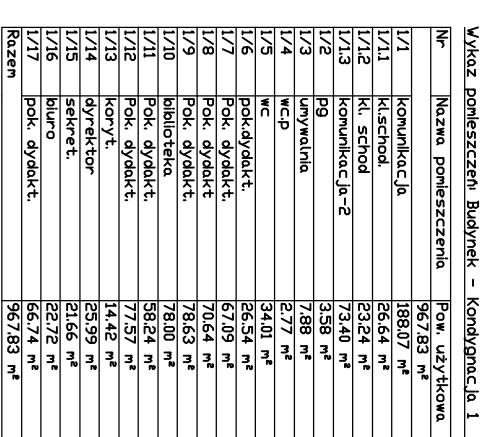 Wykaz pomieszczeń: Budynek - Kondygnacja 1
Nr Nazwa pomieszczenia Pow. użytkowa
967.83 m²
1/1 komunikacja 188.07 m²
1/1.1 kl.schod. 26.64 m²
1/1.2 kl. schod 23.24 m²
1/1.3 komunikacja-2 73.40 m²
1/2 pg 3.58 m²
1/3 umywalnia 7.88 m²
1/4 wc.p 2.77 m²
1/5 wc 34.01 m²
1/6 pok.dydakt. 26.54 m²
1/7 Pok. dydakt. 67.09 m²
1/8 Pok. dydakt 70.64 m²
1/9 Pok. dydakt. 78.63 m²
1/10 biblioteka 78.00 m²
1/11 Pok. dydakt. 58.24 m²
1/12 Pok. dydakt. 77.57 m²
1/13 koryt. 14.42 m²
1/14 dyrektor 25.99 m²
1/15 sekret. 21.66 m²
1/16 biuro 22.72 m²
1/17 pok. dydakt. 66.74 m²
Razem 967.83 m²